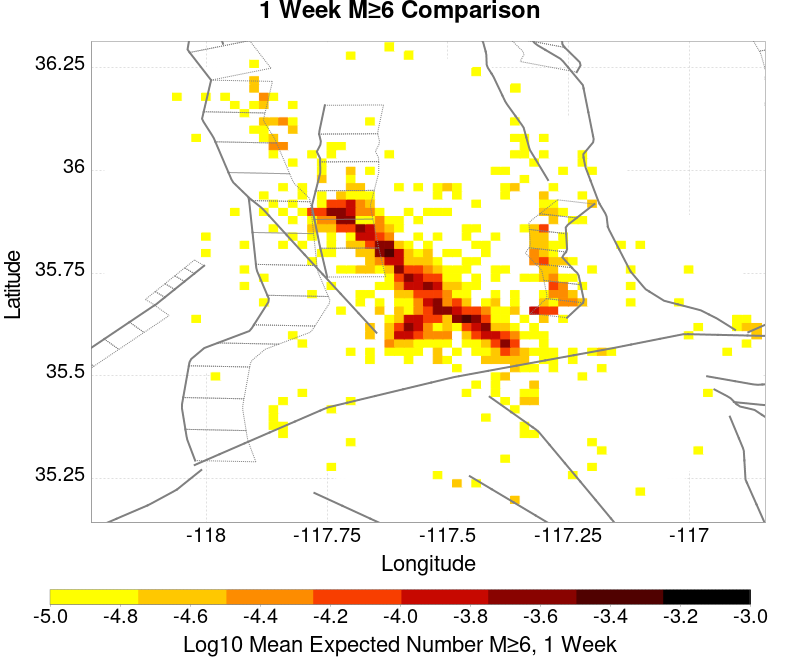 1 Week M≥6 Comparison
36.25
36
35.75
35.5
35.25
Latitude
-118
-117.75
-117.5
-117.25
-117
Longitude
-5.0 -4.8 -4.6 -4.4 -4.2 -4.0 -3.8 -3.6 -3.4 -3.2 -3.0
Log10 Mean Expected Number M≥6, 1 Week